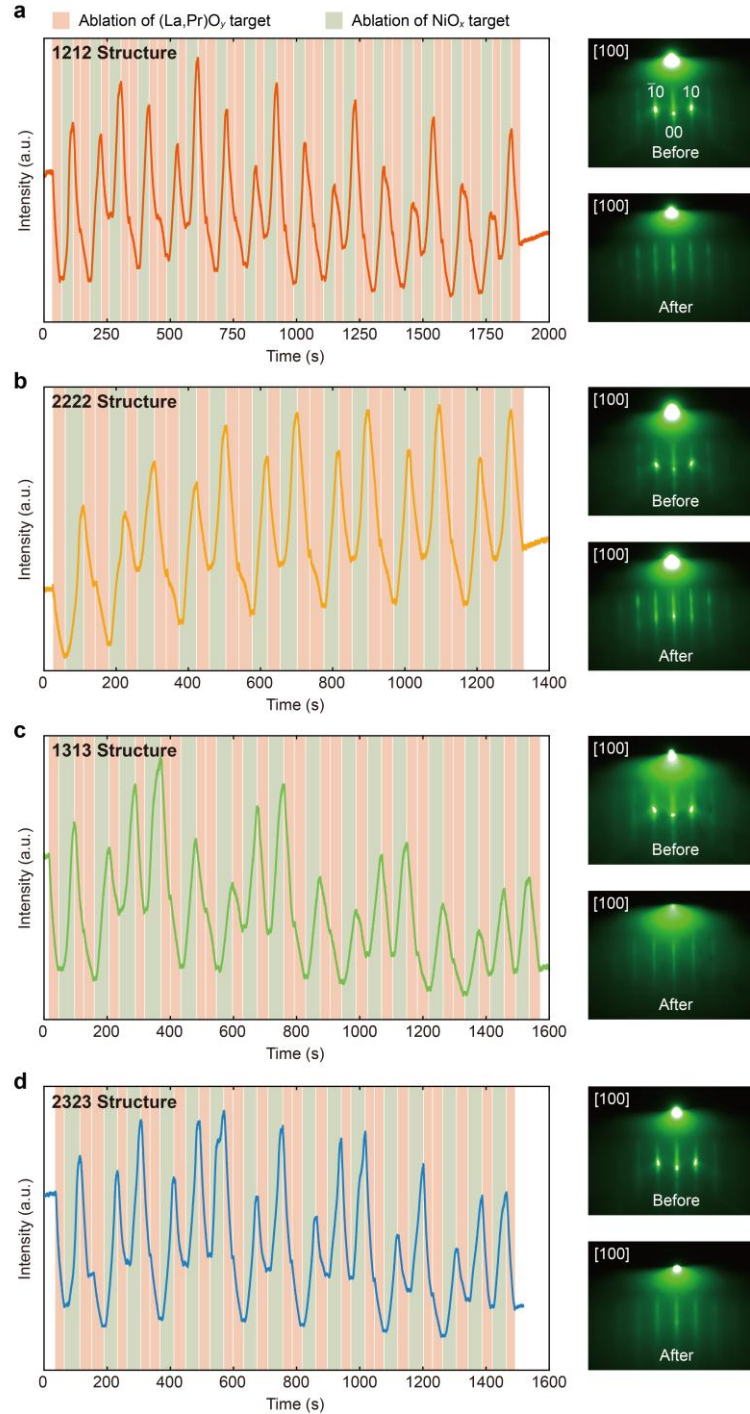 a
Ablation of (La,Pr)Oy target
Ablation of NiOx target
1212 Structure
Intensity (a.u.)
0 250 500 750 1000 1250 1500 1750 2000
Time (s)
[100]
1̄0 10
00
Before
[100]
After
b
2222 Structure
Intensity (a.u.)
0 200 400 600 800 1000 1200 1400
Time (s)
[100]
Before
[100]
After
c
1313 Structure
Intensity (a.u.)
0 200 400 600 800 1000 1200 1400 1600
Time (s)
[100]
Before
[100]
After
d
2323 Structure
Intensity (a.u.)
0 200 400 600 800 1000 1200 1400 1600
Time (s)
[100]
Before
[100]
After